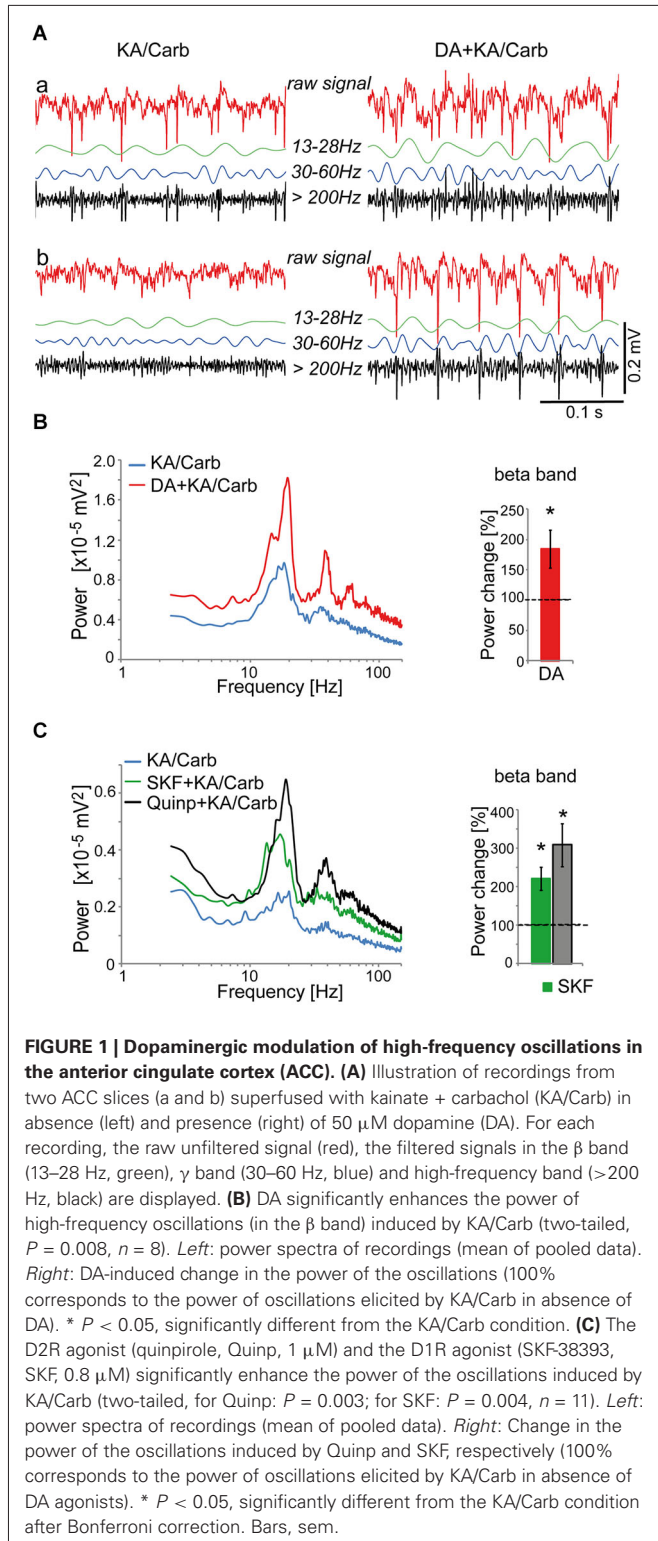 A
KA/Carb DA+KA/Carb
a
raw signal
13-28Hz
30-60Hz
> 200Hz
b
raw signal
13-28Hz
30-60Hz
> 200Hz
0.2 mV
0.1 s
B
KA/Carb
DA+KA/Carb
Power [x10-5 mV2]
2.0
1.6
1.2
0.8
0.4
0
1 10 100
Frequency [Hz]
beta band
Power change [%]
250
200
150
100
50
0
*
DA
C
KA/Carb
SKF+KA/Carb
Quinp+KA/Carb
Power [x10-5 mV2]
0.6
0.4
0.2
0
1 10 100
Frequency [Hz]
beta band
Power change [%]
400
300
200
100
0
* *
SKF
FIGURE 1 | Dopaminergic modulation of high-frequency oscillations in
the anterior cingulate cortex (ACC). (A) Illustration of recordings from
two ACC slices (a and b) superfused with kainate + carbachol (KA/Carb) in
absence (left) and presence (right) of 50 μM dopamine (DA). For each
recording, the raw unfiltered signal (red), the filtered signals in the β band
(13–28 Hz, green), γ band (30–60 Hz, blue) and high-frequency band (>200
Hz, black) are displayed. (B) DA significantly enhances the power of
high-frequency oscillations (in the β band) induced by KA/Carb (two-tailed,
P = 0.008, n = 8). Left: power spectra of recordings (mean of pooled data).
Right: DA-induced change in the power of the oscillations (100%
corresponds to the power of oscillations elicited by KA/Carb in absence of
DA). * P < 0.05, significantly different from the KA/Carb condition. (C) The
D2R agonist (quinpirole, Quinp, 1 μM) and the D1R agonist (SKF-38393,
SKF, 0.8 μM) significantly enhance the power of the oscillations induced by
KA/Carb (two-tailed, for Quinp: P = 0.003; for SKF: P = 0.004, n = 11). Left:
power spectra of recordings (mean of pooled data). Right: Change in the
power of the oscillations induced by Quinp and SKF, respectively (100%
corresponds to the power of oscillations elicited by KA/Carb in absence of
DA agonists). * P < 0.05, significantly different from the KA/Carb condition
after Bonferroni correction. Bars, sem.